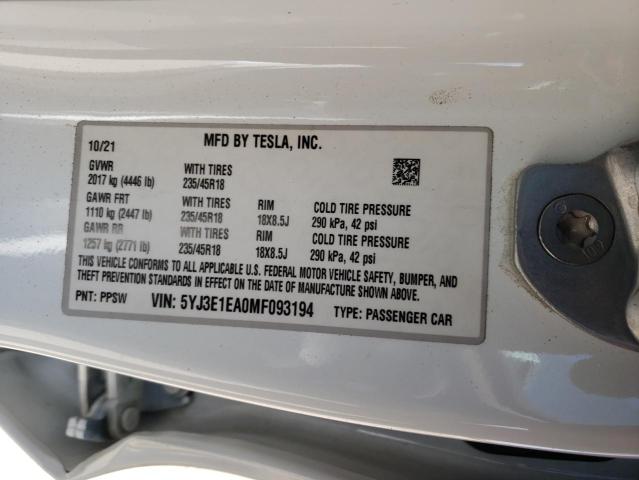 10/21 MFD BY TESLA, INC.
GVWR WITH TIRES
2017 kg (4446 lb) 235/45R18
GAWR FRT WITH TIRES RIM COLD TIRE PRESSURE
1110 kg (2447 lb) 235/45R18 18X8.5J 290 kPa, 42 psi
GAWR RR WITH TIRES RIM COLD TIRE PRESSURE
1257 kg (2771 lb) 235/45R18 18X8.5J 290 kPa, 42 psi
THIS VEHICLE CONFORMS TO ALL APPLICABLE U.S. FEDERAL MOTOR VEHICLE SAFETY, BUMPER, AND
THEFT PREVENTION STANDARDS IN EFFECT ON THE DATE OF MANUFACTURE SHOWN ABOVE.
PNT: PPSW VIN: 5YJ3E1EA0MF093194 TYPE: PASSENGER CAR